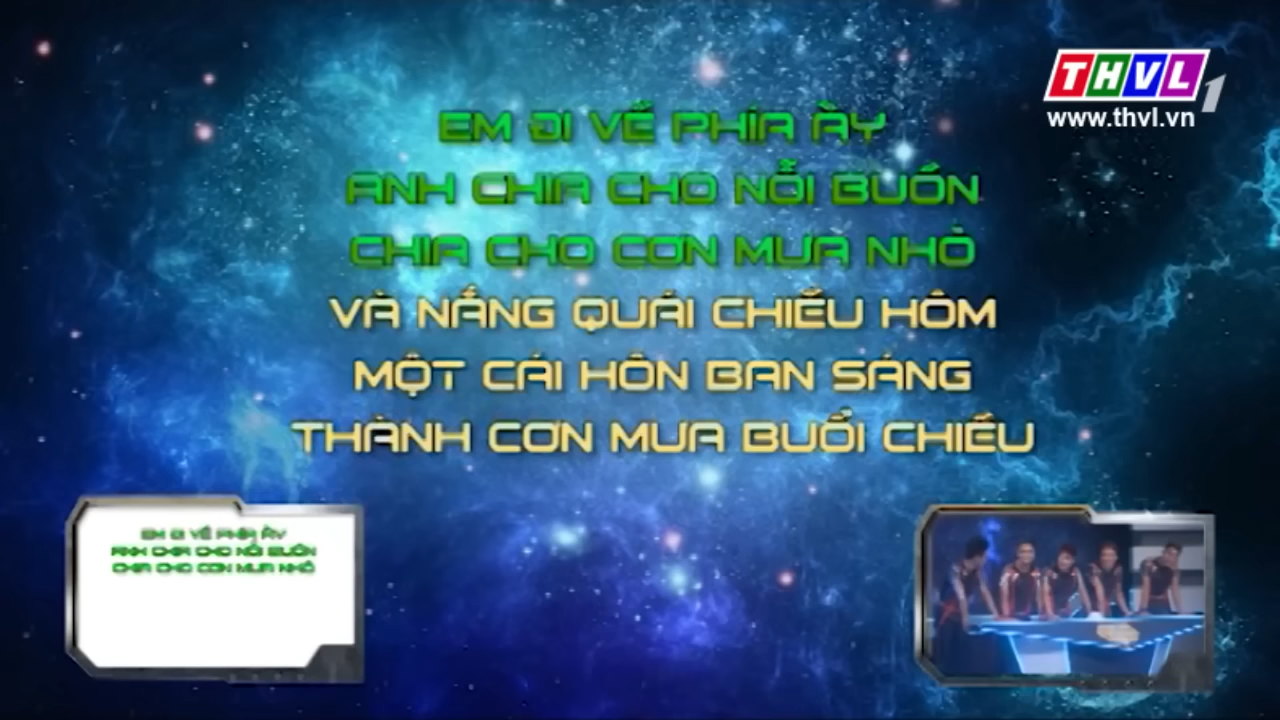 THVL1
www.thvl.vn
EM ĐI VỀ PHÍA ẤY
ANH CHIA CHO NỖI BUỒN
CHIA CHO CƠN MƯA NHỎ
VÀ NẮNG QUÁI CHIỀU HÔM
MỘT CÁI HÔN BAN SÁNG
THÀNH CƠN MƯA BUỔI CHIỀU
EM ĐI VỀ PHÍA ẤY
ANH CHIA CHO NỖI BUỒN
CHIA CHO CƠN MƯA NHỎ